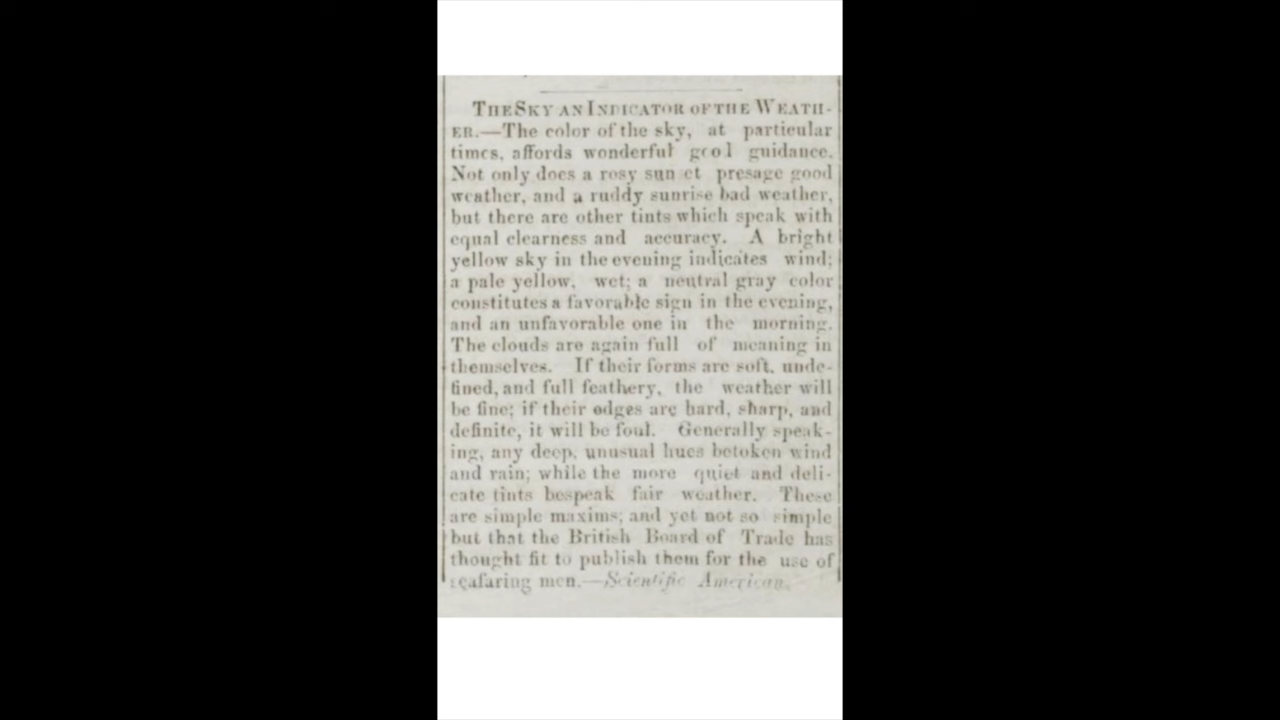 THE SKY AN INDICATOR OF THE WEATH-
ER.—The color of the sky, at particular
times, affords wonderful good guidance.
Not only does a rosy sunset presage good
weather, and a ruddy sunrise bad weather,
but there are other tints which speak with
equal clearness and accuracy. A bright
yellow sky in the evening indicates wind;
a pale yellow, wet; a neutral gray color
constitutes a favorable sign in the evening,
and an unfavorable one in the morning.
The clouds are again full of meaning in
themselves. If their forms are soft, unde-
fined, and full feathery, the weather will
be fine; if their edges are hard, sharp, and
definite, it will be foul. Generally speak-
ing, any deep, unusual hues betoken wind
and rain; while the more quiet and deli-
cate tints bespeak fair weather. These
are simple maxims; and yet not so simple
but that the British Board of Trade has
thought fit to publish them for the use of
seafaring men.—Scientific American.